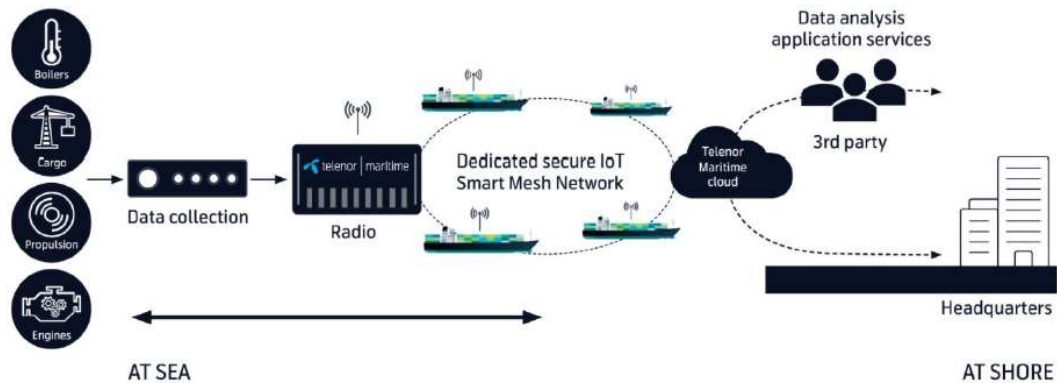 Boilers
Cargo
Propulsion
Engines
Data collection
telenor | maritime
Radio
Dedicated secure IoT
Smart Mesh Network
Telenor
Maritime
cloud
Data analysis
application services
3rd party
Headquarters
AT SEA
AT SHORE